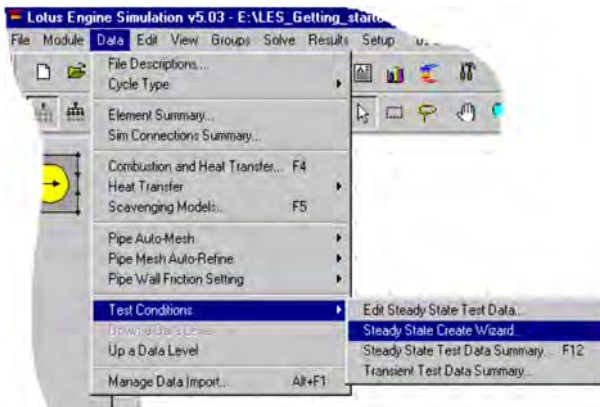 Lotus Engine Simulation v5.03 - E:\LES_Getting_starte
File Module Data Edit View Groups Solve Results Setup
File Descriptions...
Cycle Type
Element Summary...
Sim Connections Summary...
Combustion and Heat Transfer... F4
Heat Transfer
Scavenging Models... F5
Pipe Auto-Mesh
Pipe Mesh Auto-Refine
Pipe Wall Friction Setting
Test Conditions
Edit Steady State Test Data...
Steady State Create Wizard...
Down a Data Level
Steady State Test Data Summary... F12
Up a Data Level
Transient Test Data Summary...
Manage Data Import... Alt+F1